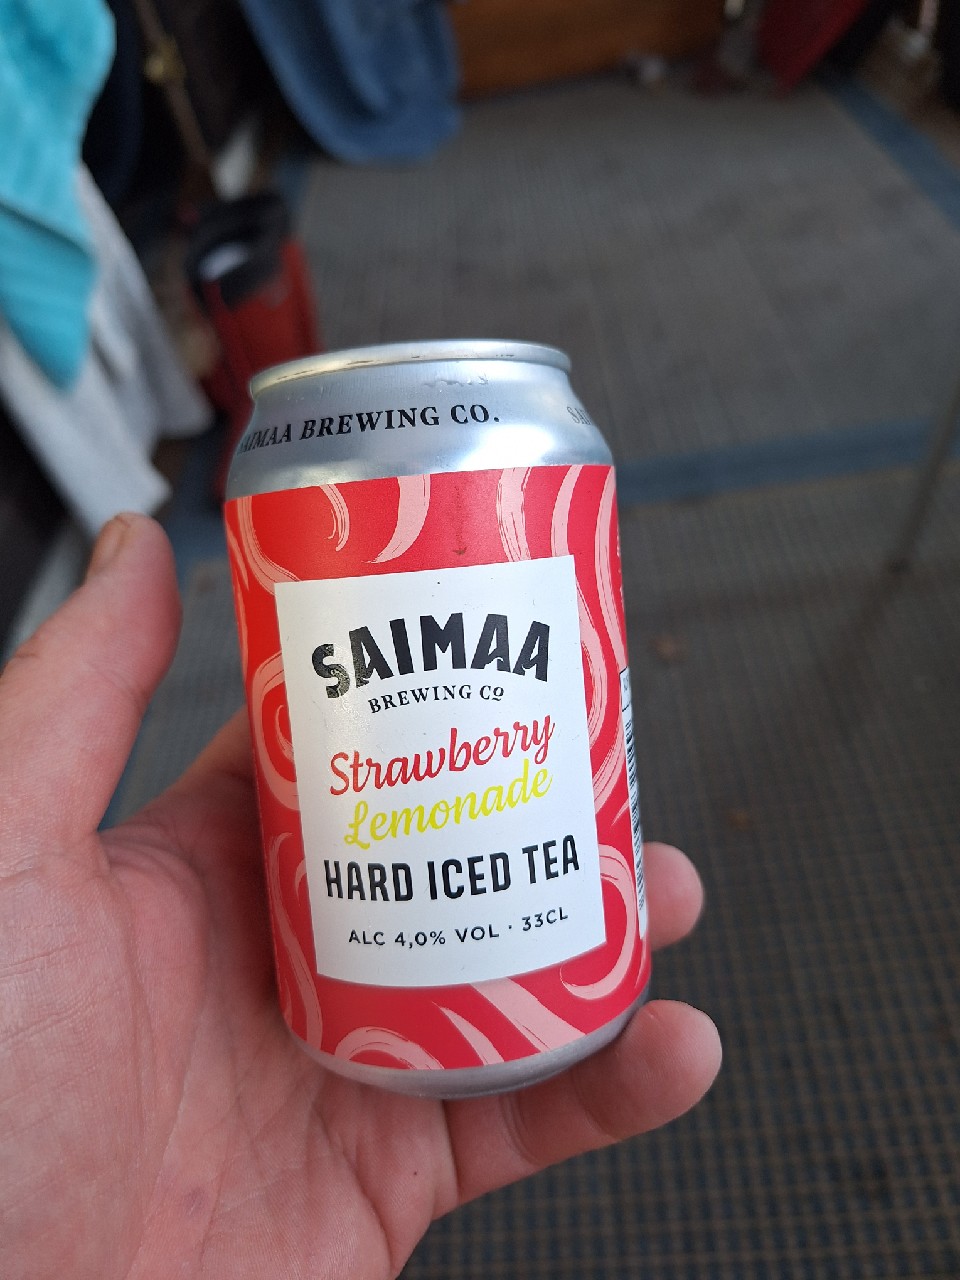 SAIMAA BREWING CO.
SAIMAA
BREWING CO
Strawberry
Lemonade
HARD ICED TEA
ALC 4,0% VOL · 33CL